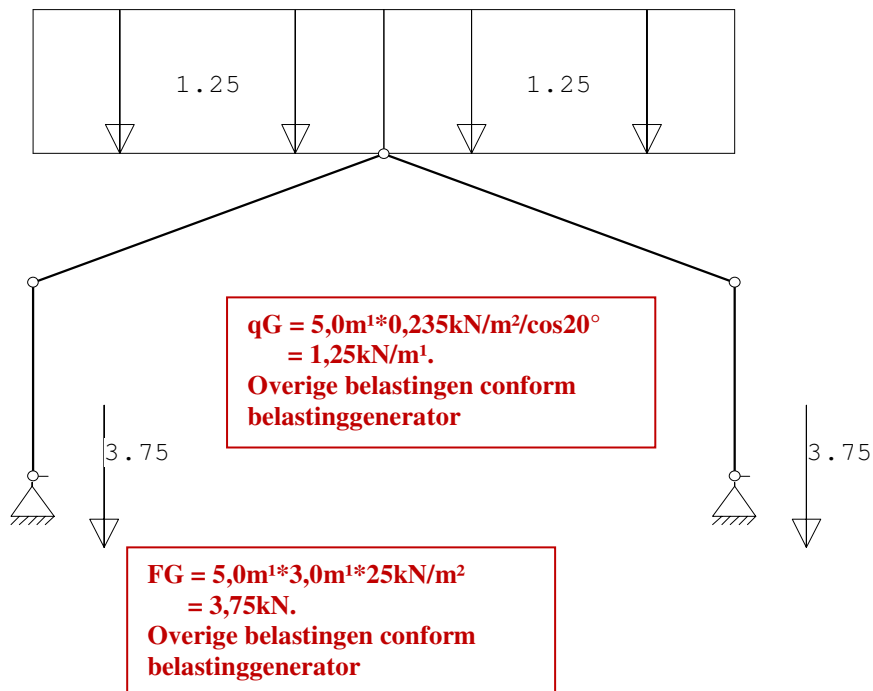 1.25 1.25
qG = 5,0m¹*0,235kN/m²/cos20°
= 1,25kN/m¹.
Overige belastingen conform
belastinggenerator
3.75 3.75
FG = 5,0m¹*3,0m¹*25kN/m²
= 3,75kN.
Overige belastingen conform
belastinggenerator